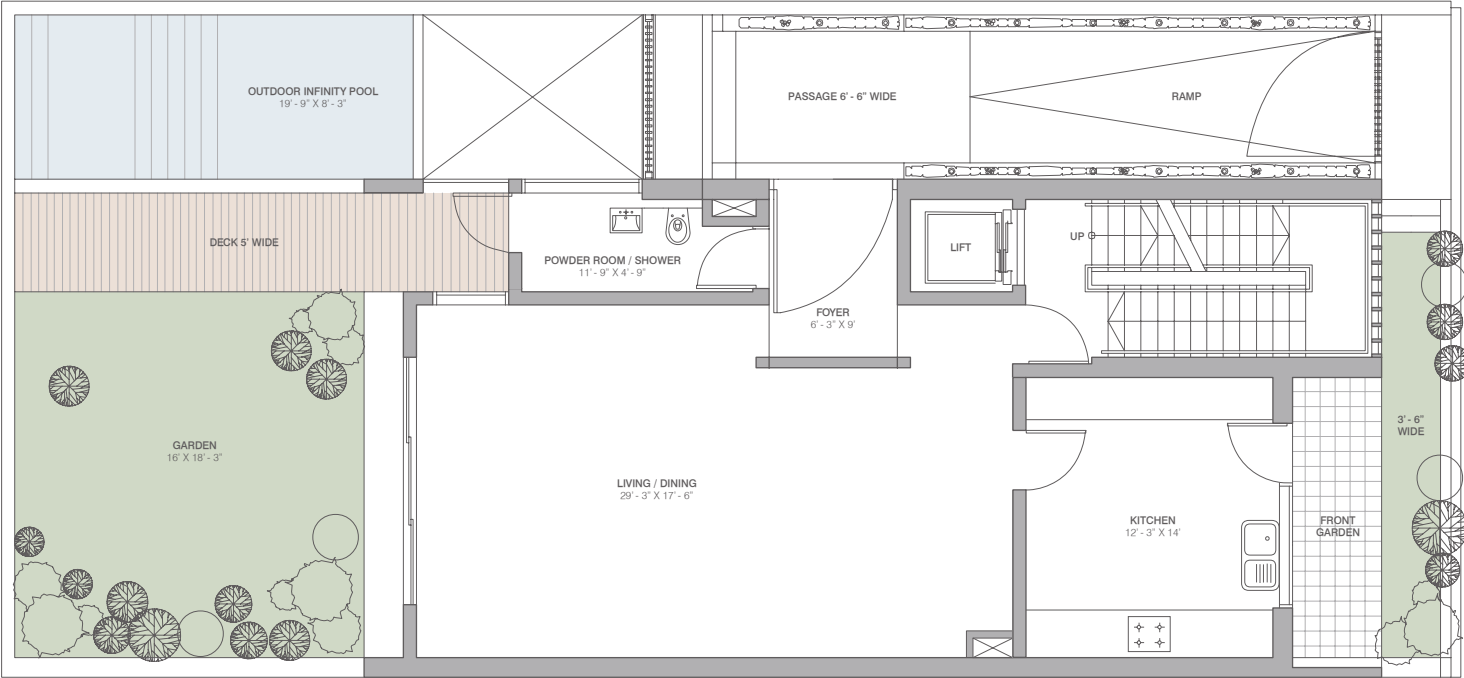 OUTDOOR INFINITY POOL
19' - 9" X 8' - 3"
PASSAGE 6' - 6" WIDE
RAMP
DECK 5' WIDE
POWDER ROOM / SHOWER
11' - 9" X 4' - 9"
LIFT
UP
FOYER
6' - 3" X 9'
GARDEN
16' X 18' - 3"
LIVING / DINING
29' - 3" X 17' - 6"
KITCHEN
12' - 3" X 14'
FRONT
GARDEN
3' - 6"
WIDE